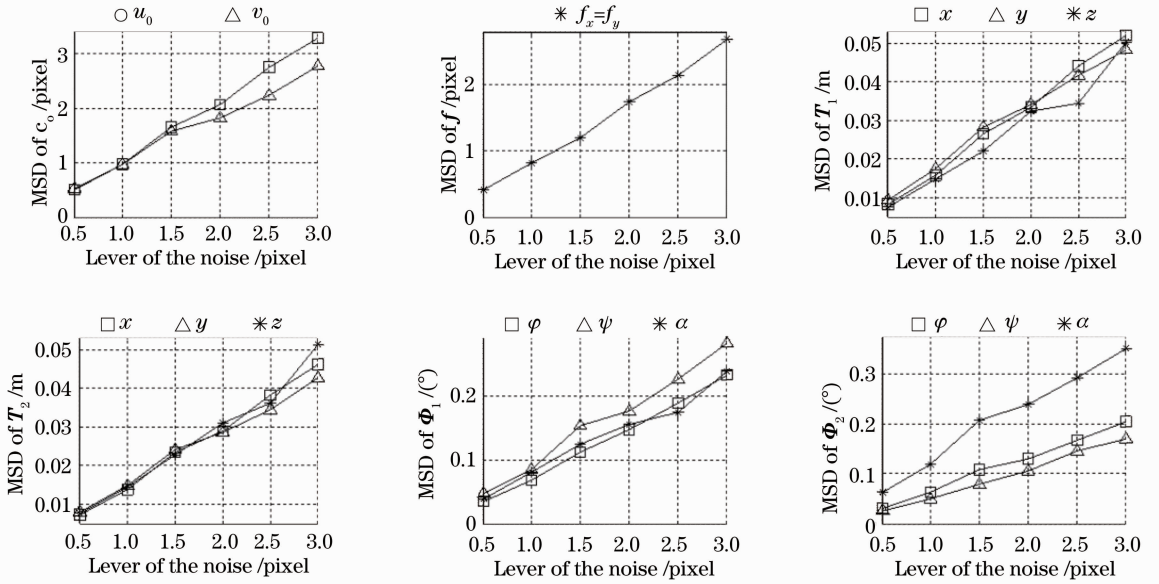 ○ u₀ △ v₀
MSD of cₒ/pixel
3
2
1
0
0.5 1.0 1.5 2.0 2.5 3.0
Lever of the noise /pixel
✳ fₓ=fᵧ
MSD of f /pixel
2
1
0
0.5 1.0 1.5 2.0 2.5 3.0
Lever of the noise /pixel
□ x △ y ✳ z
MSD of T₁ /m
0.05
0.04
0.03
0.02
0.01
0.5 1.0 1.5 2.0 2.5 3.0
Lever of the noise /pixel
□ x △ y ✳ z
MSD of T₂ /m
0.05
0.04
0.03
0.02
0.01
0.5 1.0 1.5 2.0 2.5 3.0
Lever of the noise /pixel
□ φ △ ψ ✳ α
MSD of Φ₁ /(°)
0.2
0.1
0
0.5 1.0 1.5 2.0 2.5 3.0
Lever of the noise /pixel
□ φ △ ψ ✳ α
MSD of Φ₂ /(°)
0.3
0.2
0.1
0
0.5 1.0 1.5 2.0 2.5 3.0
Lever of the noise /pixel